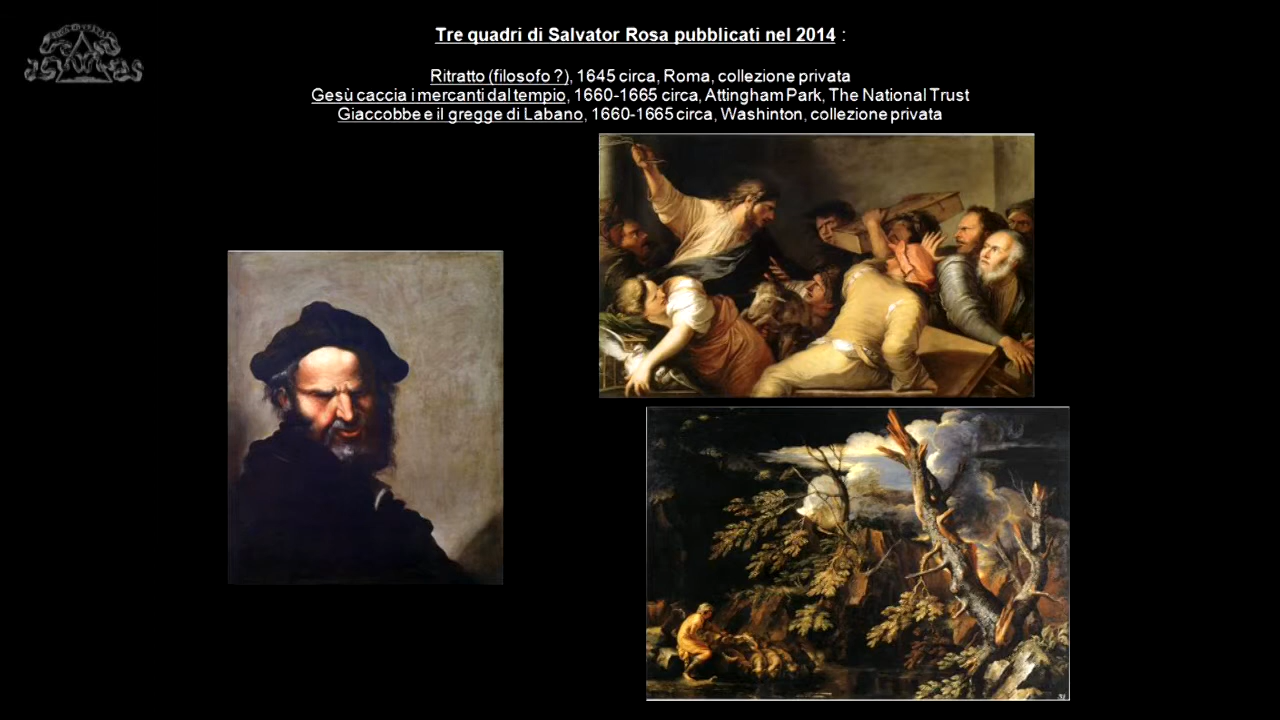 Tre quadri di Salvator Rosa pubblicati nel 2014 :
Ritratto (filosofo ?), 1645 circa, Roma, collezione privata
Gesù caccia i mercanti dal tempio, 1660-1665 circa, Attingham Park, The National Trust
Giaccobbe e il gregge di Labano, 1660-1665 circa, Washinton, collezione privata